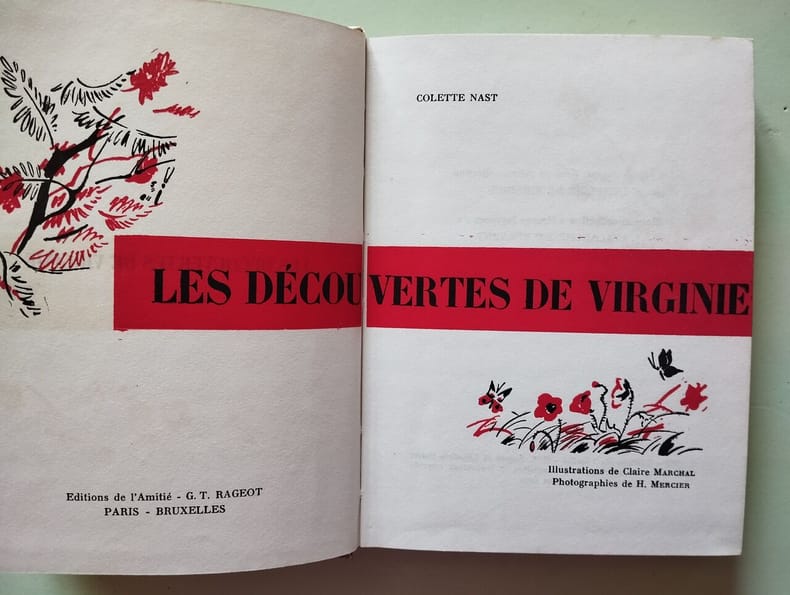 COLETTE NAST
LES DÉCOUVERTES DE VIRGINIE
Illustrations de Claire MARCHAL
Photographies de H. MERCIER
Editions de l'Amitié - G. T. RAGEOT
PARIS - BRUXELLES